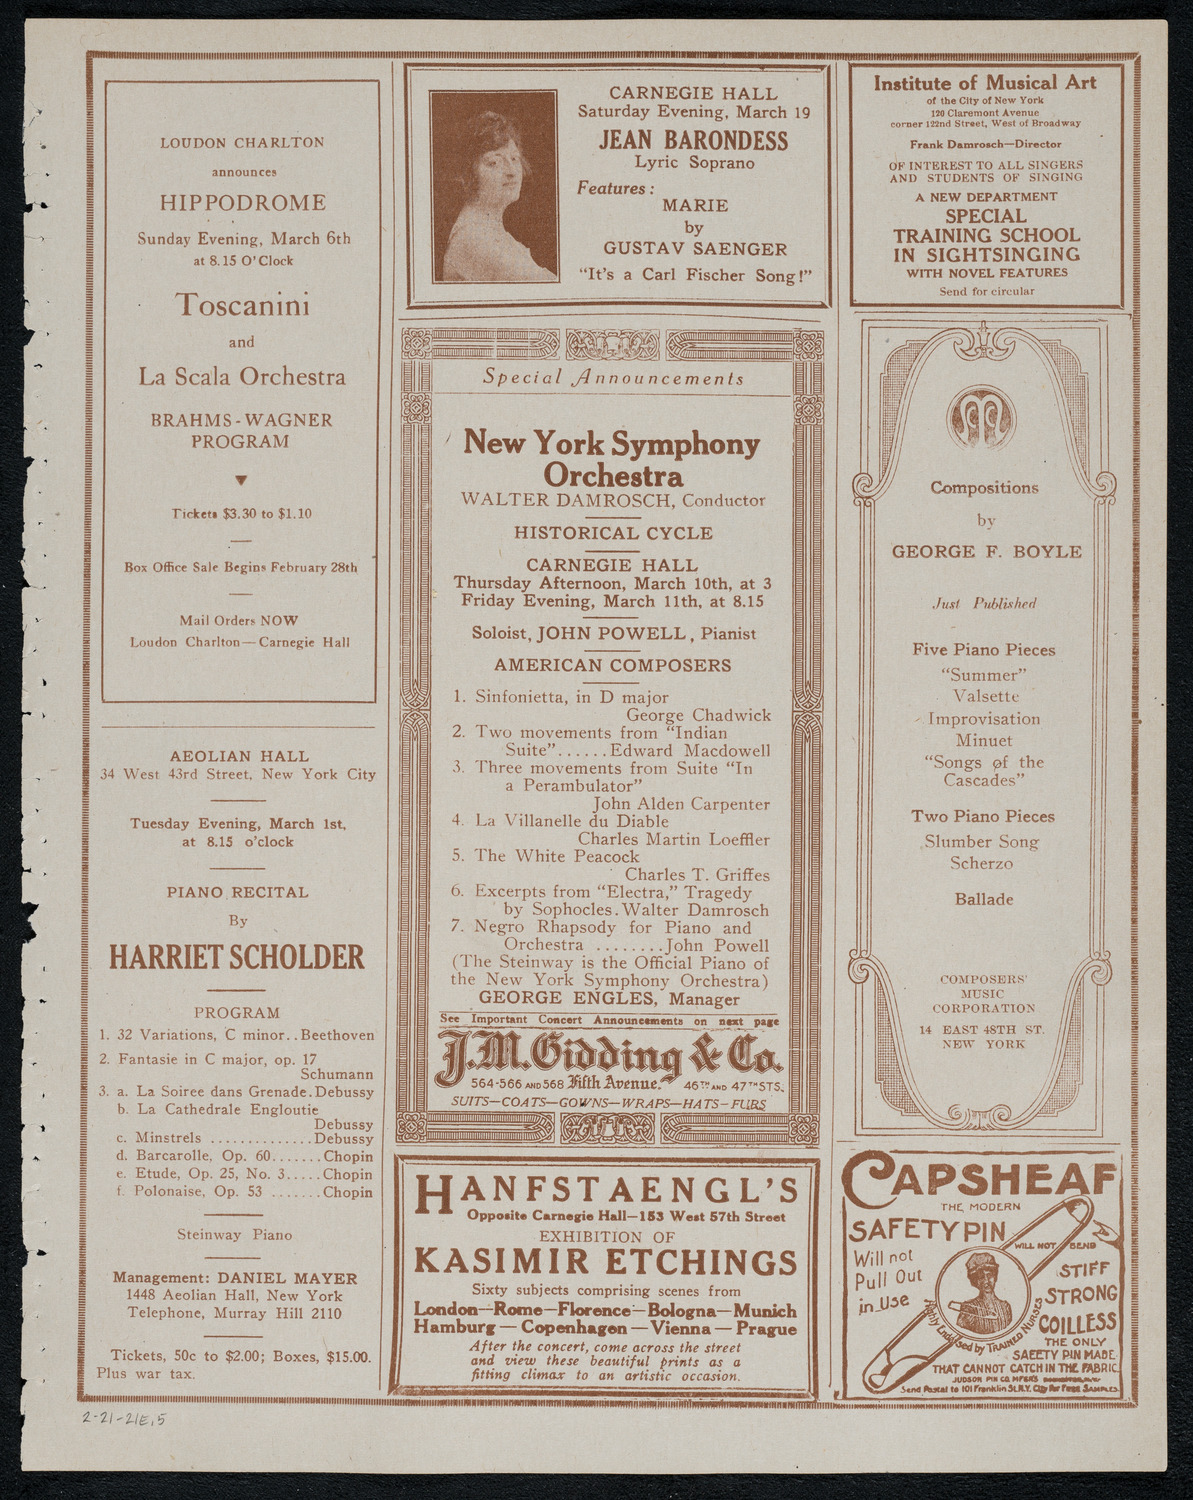 LOUDON CHARLTON
announces
HIPPODROME
Sunday Evening, March 6th
at 8.15 O'Clock
Toscanini
and
La Scala Orchestra
BRAHMS-WAGNER
PROGRAM
Tickets $3.30 to $1.10
Box Office Sale Begins February 28th
Mail Orders NOW
Loudon Charlton—Carnegie Hall
AEOLIAN HALL
34 West 43rd Street, New York City
Tuesday Evening, March 1st,
at 8.15 o'clock
PIANO RECITAL
By
HARRIET SCHOLDER
PROGRAM
1. 32 Variations, C minor..Beethoven
2. Fantasie in C major, op. 17
Schumann
3. a. La Soiree dans Grenade.Debussy
b. La Cathedrale Engloutie
Debussy
c. Minstrels ..............Debussy
d. Barcarolle, Op. 60.......Chopin
e. Etude, Op. 25, No. 3.....Chopin
f. Polonaise, Op. 53 .......Chopin
Steinway Piano
Management: DANIEL MAYER
1448 Aeolian Hall, New York
Telephone, Murray Hill 2110
Tickets, 50c to $2.00; Boxes, $15.00.
Plus war tax.
2-21-21E,5
CARNEGIE HALL
Saturday Evening, March 19
JEAN BARONDESS
Lyric Soprano
Features:
MARIE
by
GUSTAV SAENGER
"It's a Carl Fischer Song!"
Special Announcements
New York Symphony
Orchestra
WALTER DAMROSCH, Conductor
HISTORICAL CYCLE
CARNEGIE HALL
Thursday Afternoon, March 10th, at 3
Friday Evening, March 11th, at 8.15
Soloist, JOHN POWELL, Pianist
AMERICAN COMPOSERS
1. Sinfonietta, in D major
George Chadwick
2. Two movements from "Indian
Suite"......Edward Macdowell
3. Three movements from Suite "In
a Perambulator"
John Alden Carpenter
4. La Villanelle du Diable
Charles Martin Loeffler
5. The White Peacock
Charles T. Griffes
6. Excerpts from "Electra," Tragedy
by Sophocles.Walter Damrosch
7. Negro Rhapsody for Piano and
Orchestra ........John Powell
(The Steinway is the Official Piano of
the New York Symphony Orchestra)
GEORGE ENGLES, Manager
See Important Concert Announcements on next page
J.M. Gidding & Co.
564-566 AND 568 Fifth Avenue. 46TH AND 47TH STS.
SUITS—COATS—GOWNS—WRAPS—HATS—FURS
HANFSTAENGL'S
Opposite Carnegie Hall—153 West 57th Street
EXHIBITION OF
KASIMIR ETCHINGS
Sixty subjects comprising scenes from
London—Rome—Florence—Bologna—Munich
Hamburg—Copenhagen—Vienna—Prague
After the concert, come across the street
and view these beautiful prints as a
fitting climax to an artistic occasion.
Institute of Musical Art
of the City of New York
120 Claremont Avenue
corner 122nd Street, West of Broadway
Frank Damrosch—Director
OF INTEREST TO ALL SINGERS
AND STUDENTS OF SINGING
A NEW DEPARTMENT
SPECIAL
TRAINING SCHOOL
IN SIGHTSINGING
WITH NOVEL FEATURES
Send for circular
Compositions
by
GEORGE F. BOYLE
Just Published
Five Piano Pieces
"Summer"
Valsette
Improvisation
Minuet
"Songs of the
Cascades"
Two Piano Pieces
Slumber Song
Scherzo
Ballade
COMPOSERS'
MUSIC
CORPORATION
14 EAST 48TH ST.
NEW YORK
CAPSHEAF
THE MODERN
SAFETY PIN
WILL NOT BEND
Will not
Pull Out
in Use
STIFF
STRONG
COILLESS
Highly Endorsed by TRAINED NURSES
THE ONLY
SAFETY PIN MADE
THAT CANNOT CATCH IN THE FABRIC.
JUDSON PIN CO. MFGRS
Send Postal to 101 Franklin St. N.Y. City for Free SAMPLES.